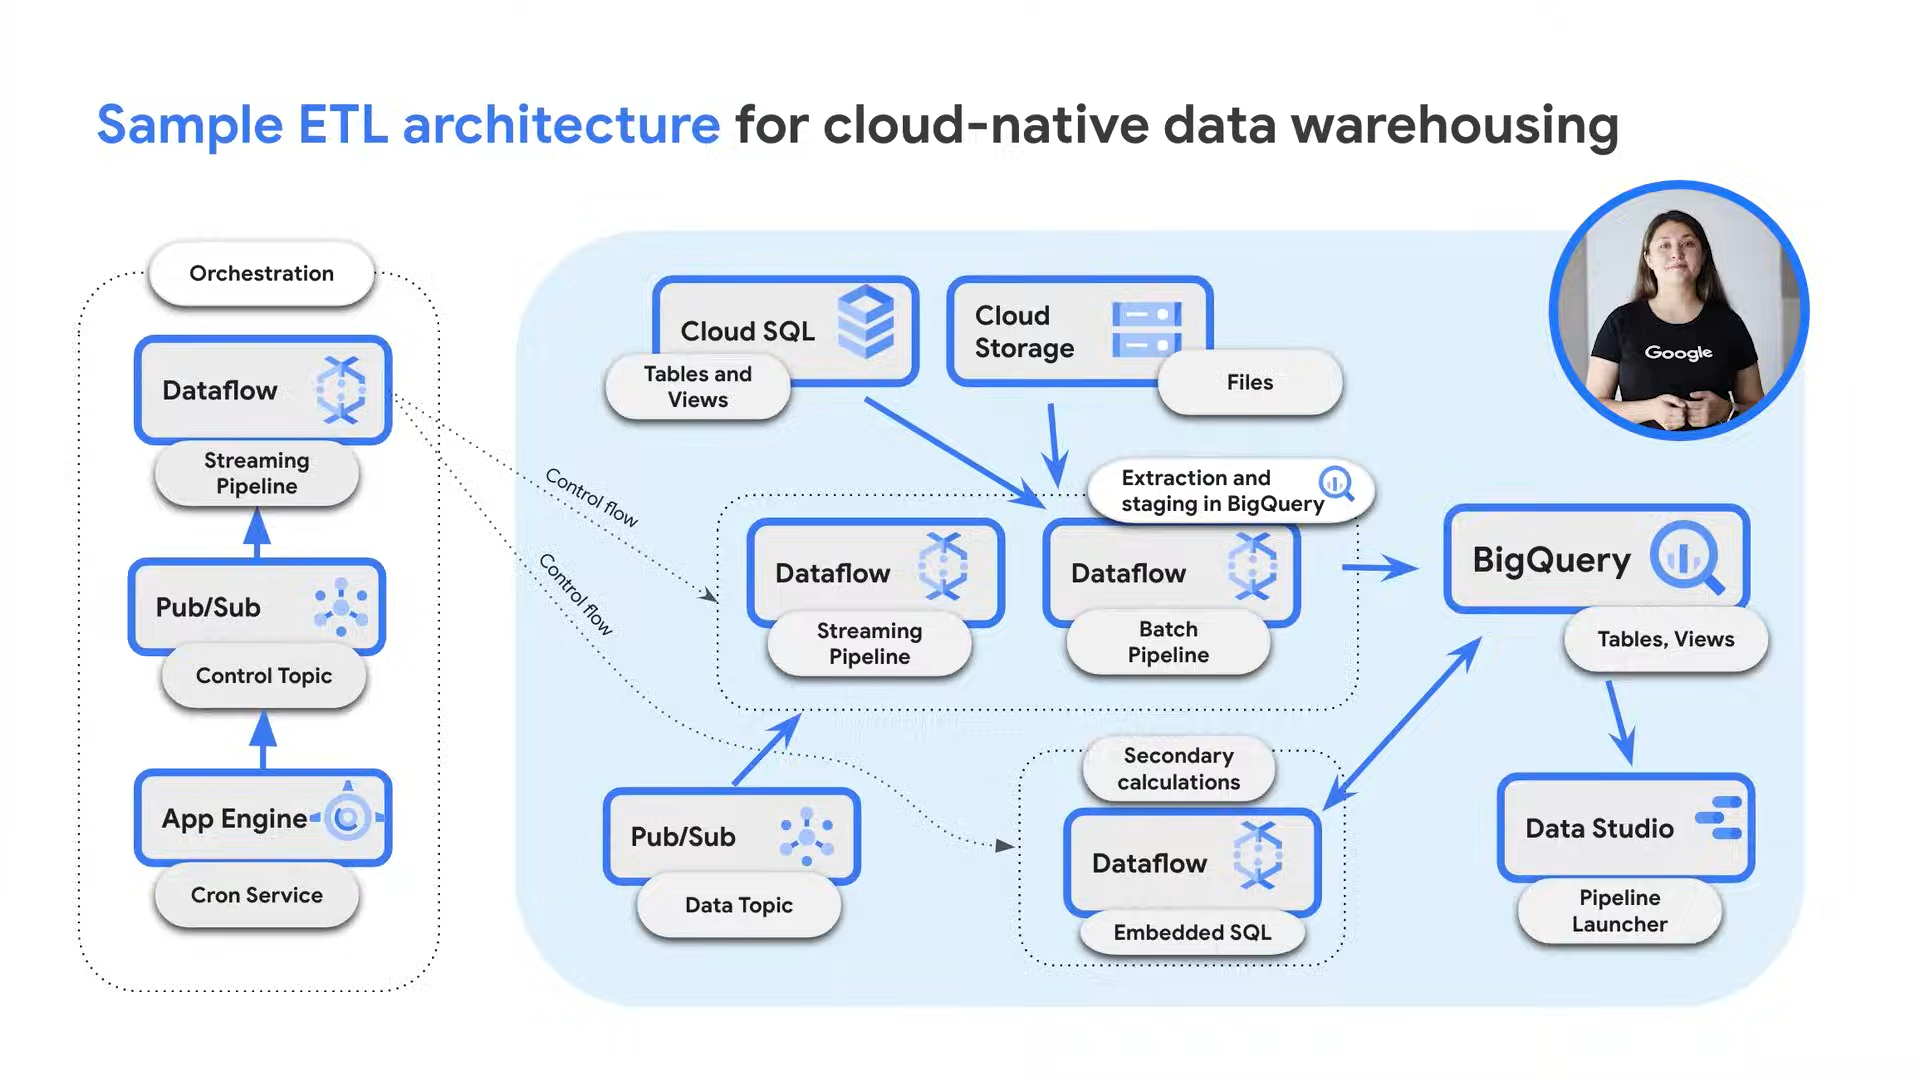 Sample ETL architecture for cloud-native data warehousing
Orchestration
Dataflow
Streaming
Pipeline
Pub/Sub
Control Topic
App Engine
Cron Service
Control flow
Control flow
Cloud SQL
Tables and
Views
Cloud
Storage
Files
Extraction and
staging in BigQuery
Dataflow
Streaming
Pipeline
Dataflow
Batch
Pipeline
BigQuery
Tables, Views
Pub/Sub
Data Topic
Secondary
calculations
Dataflow
Embedded SQL
Data Studio
Pipeline
Launcher
Google